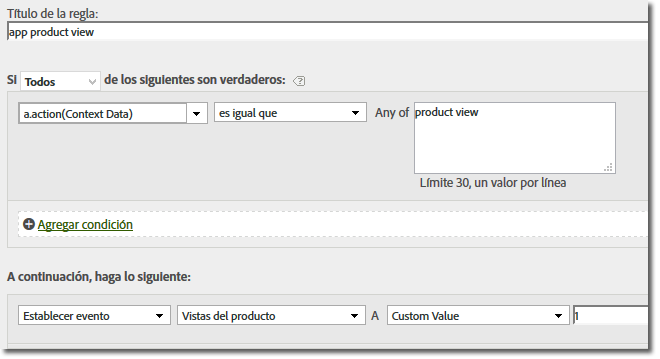 Título de la regla:
app product view
SI Todos de los siguientes son verdaderos: ?
a.action(Context Data) es igual que Any of product view
Límite 30, un valor por línea
Agregar condición
A continuación, haga lo siguiente:
Establecer evento Vistas del producto A Custom Value 1